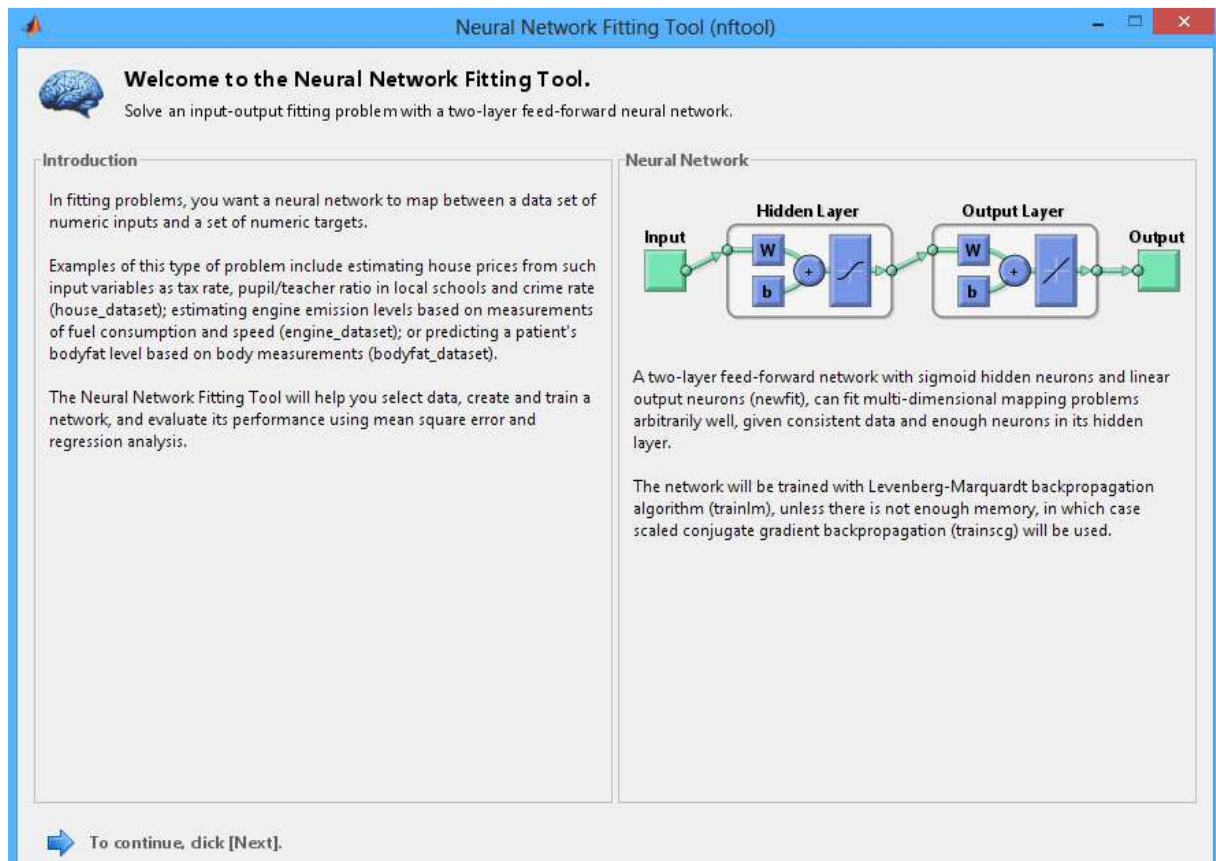 Neural Network Fitting Tool (nftool)
Welcome to the Neural Network Fitting Tool.
Solve an input-output fitting problem with a two-layer feed-forward neural network.
Introduction
In fitting problems, you want a neural network to map between a data set of
numeric inputs and a set of numeric targets.
Examples of this type of problem include estimating house prices from such
input variables as tax rate, pupil/teacher ratio in local schools and crime rate
(house_dataset); estimating engine emission levels based on measurements
of fuel consumption and speed (engine_dataset); or predicting a patient's
bodyfat level based on body measurements (bodyfat_dataset).
The Neural Network Fitting Tool will help you select data, create and train a
network, and evaluate its performance using mean square error and
regression analysis.
Neural Network
Hidden Layer
Output Layer
Input
Output
W
b
+
W
b
+
A two-layer feed-forward network with sigmoid hidden neurons and linear
output neurons (newfit), can fit multi-dimensional mapping problems
arbitrarily well, given consistent data and enough neurons in its hidden
layer.
The network will be trained with Levenberg-Marquardt backpropagation
algorithm (trainlm), unless there is not enough memory, in which case
scaled conjugate gradient backpropagation (trainscg) will be used.
To continue, click [Next].